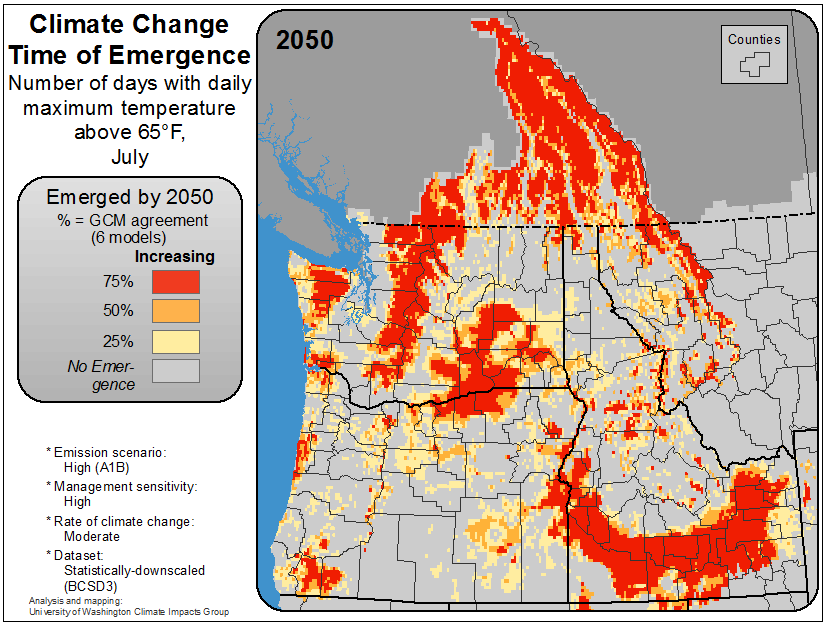 Climate Change
Time of Emergence
Number of days with daily
maximum temperature
above 65°F,
July
Emerged by 2050
% = GCM agreement
(6 models)
Increasing
75%
50%
25%
No Emer-
gence
* Emission scenario:
High (A1B)
* Management sensitivity:
High
* Rate of climate change:
Moderate
* Dataset:
Statistically-downscaled
(BCSD3)
Analysis and mapping:
University of Washington Climate Impacts Group
2050
Counties